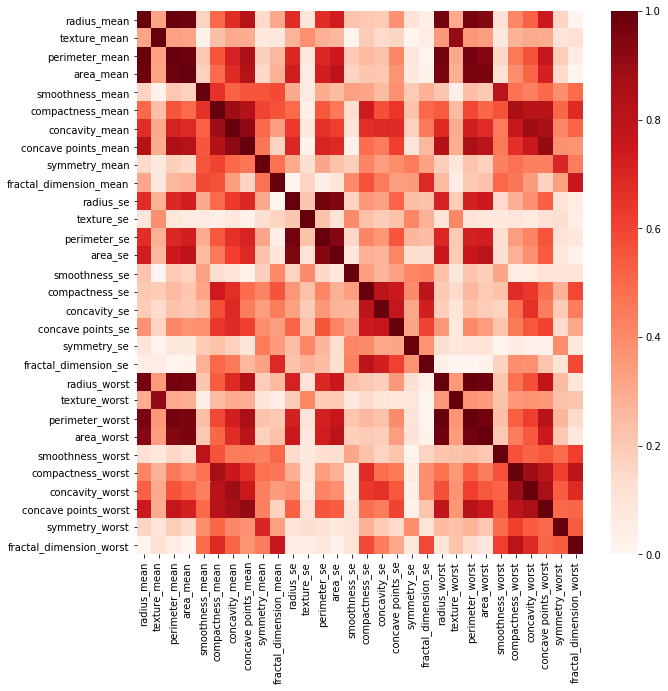 radius_mean
texture_mean
perimeter_mean
area_mean
smoothness_mean
compactness_mean
concavity_mean
concave points_mean
symmetry_mean
fractal_dimension_mean
radius_se
texture_se
perimeter_se
area_se
smoothness_se
compactness_se
concavity_se
concave points_se
symmetry_se
fractal_dimension_se
radius_worst
texture_worst
perimeter_worst
area_worst
smoothness_worst
compactness_worst
concavity_worst
concave points_worst
symmetry_worst
fractal_dimension_worst
radius_mean
texture_mean
perimeter_mean
area_mean
smoothness_mean
compactness_mean
concavity_mean
concave points_mean
symmetry_mean
fractal_dimension_mean
radius_se
texture_se
perimeter_se
area_se
smoothness_se
compactness_se
concavity_se
concave points_se
symmetry_se
fractal_dimension_se
radius_worst
texture_worst
perimeter_worst
area_worst
smoothness_worst
compactness_worst
concavity_worst
concave points_worst
symmetry_worst
fractal_dimension_worst
1.0
0.8
0.6
0.4
0.2
0.0